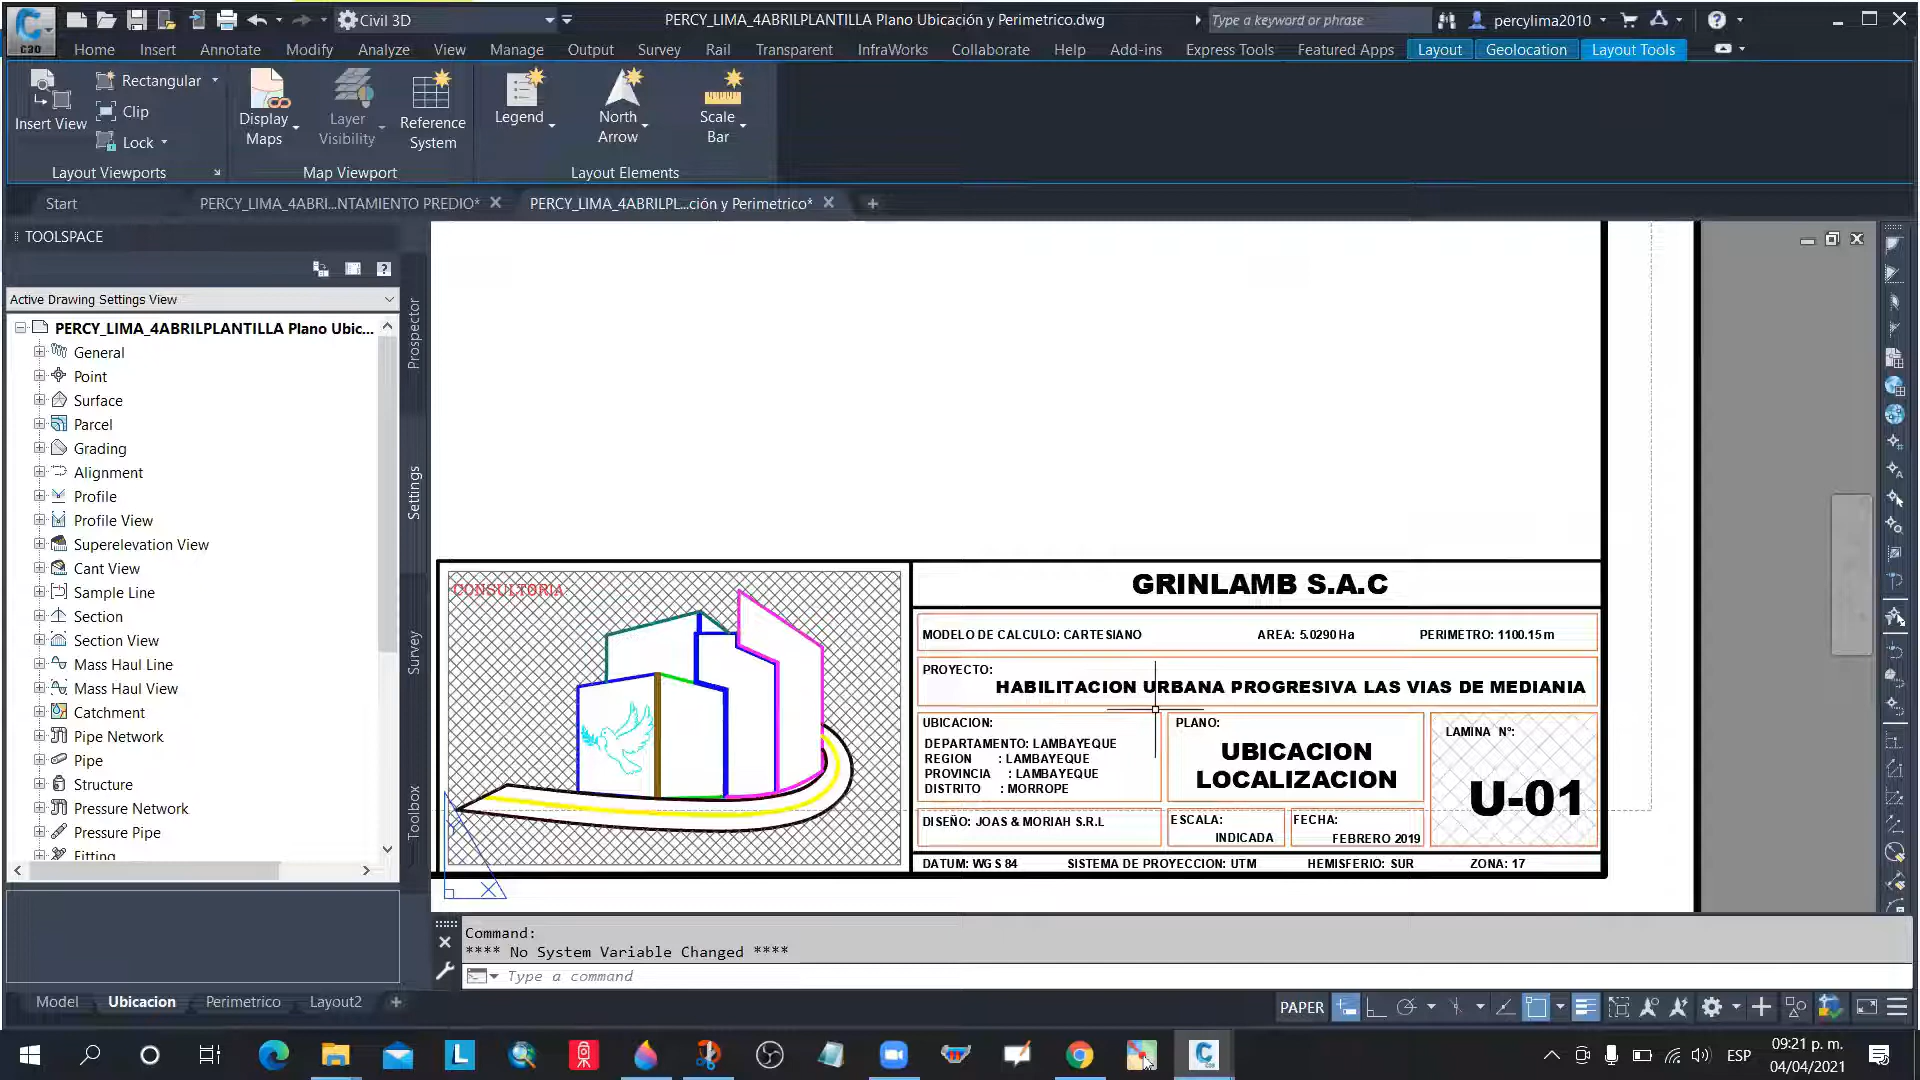 Civil 3D
PERCY_LIMA_4ABRILPLANTILLA Plano Ubicación y Perimetrico.dwg
Type a keyword or phrase
percylima2010
C3D
Home Insert Annotate Modify Analyze View Manage Output Survey Rail Transparent InfraWorks Collaborate Help Add-ins Express Tools Featured Apps Layout Geolocation Layout Tools
Insert View
Rectangular
Clip
Lock
Display Maps
Layer Visibility
Reference System
Legend
North Arrow
Scale Bar
Layout Viewports
Map Viewport
Layout Elements
Start
PERCY_LIMA_4ABRI...NTAMIENTO PREDIO*
PERCY_LIMA_4ABRILPL...ción y Perimetrico*
TOOLSPACE
Active Drawing Settings View
PERCY_LIMA_4ABRILPLANTILLA Plano Ubic...
General
Point
Surface
Parcel
Grading
Alignment
Profile
Profile View
Superelevation View
Cant View
Sample Line
Section
Section View
Mass Haul Line
Mass Haul View
Catchment
Pipe Network
Pipe
Structure
Pressure Network
Pressure Pipe
Fitting
Prospector
Settings
Survey
Toolbox
CONSULTORIA
GRINLAMB S.A.C
MODELO DE CALCULO: CARTESIANO AREA: 5.0290 Ha PERIMETRO: 1100.15 m
PROYECTO:
HABILITACION URBANA PROGRESIVA LAS VIAS DE MEDIANIA
UBICACION:
DEPARTAMENTO: LAMBAYEQUE
REGION : LAMBAYEQUE
PROVINCIA : LAMBAYEQUE
DISTRITO : MORROPE
PLANO:
UBICACION
LOCALIZACION
LAMINA Nº:
U-01
DISEÑO: JOAS & MORIAH S.R.L
ESCALA:
INDICADA
FECHA:
FEBRERO 2019
DATUM: WGS 84 SISTEMA DE PROYECCION: UTM HEMISFERIO: SUR ZONA: 17
Command:
**** No System Variable Changed ****
Type a command
Model Ubicacion Perimetrico Layout2
PAPER
ESP
09:21 p. m.
04/04/2021